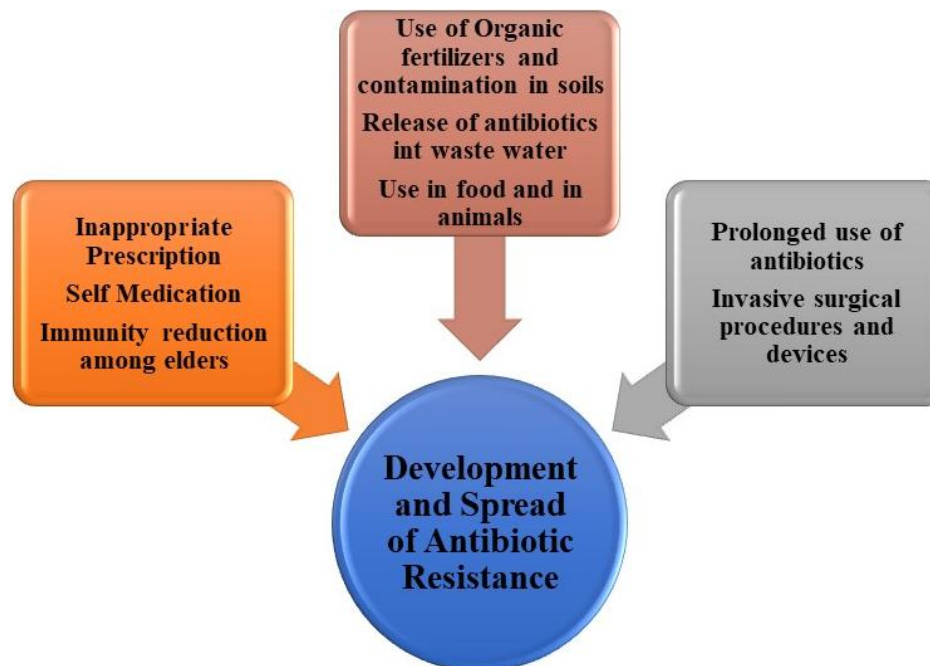 Use of Organic
fertilizers and
contamination in soils
Release of antibiotics
int waste water
Use in food and in
animals
Inappropriate
Prescription
Self Medication
Immunity reduction
among elders
Prolonged use of
antibiotics
Invasive surgical
procedures and
devices
Development
and Spread
of Antibiotic
Resistance